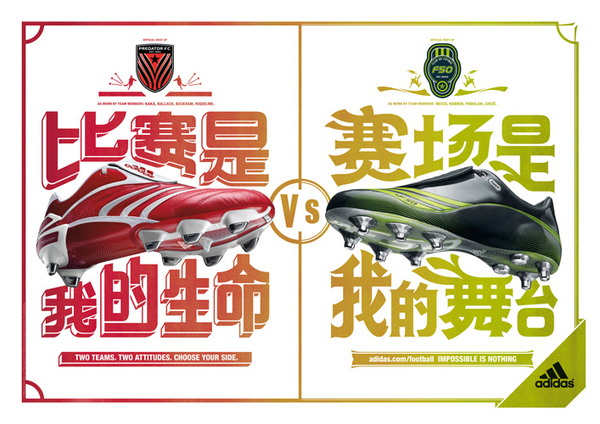 OFFICIAL BOOT OF
PREDATOR F.C.
AS WORN BY TEAM MEMBERS: KAKÁ, BALLACK, BECKHAM, RIQUELME.
比赛是
我的生命
TWO TEAMS. TWO ATTITUDES. CHOOSE YOUR SIDE.
Vs
OFFICIAL BOOT OF
F50
AS WORN BY TEAM MEMBERS: MESSI, ROBBEN, PODOLSKI, CISSÉ.
赛场是
我的舞台
adidas.com/football IMPOSSIBLE IS NOTHING
adidas